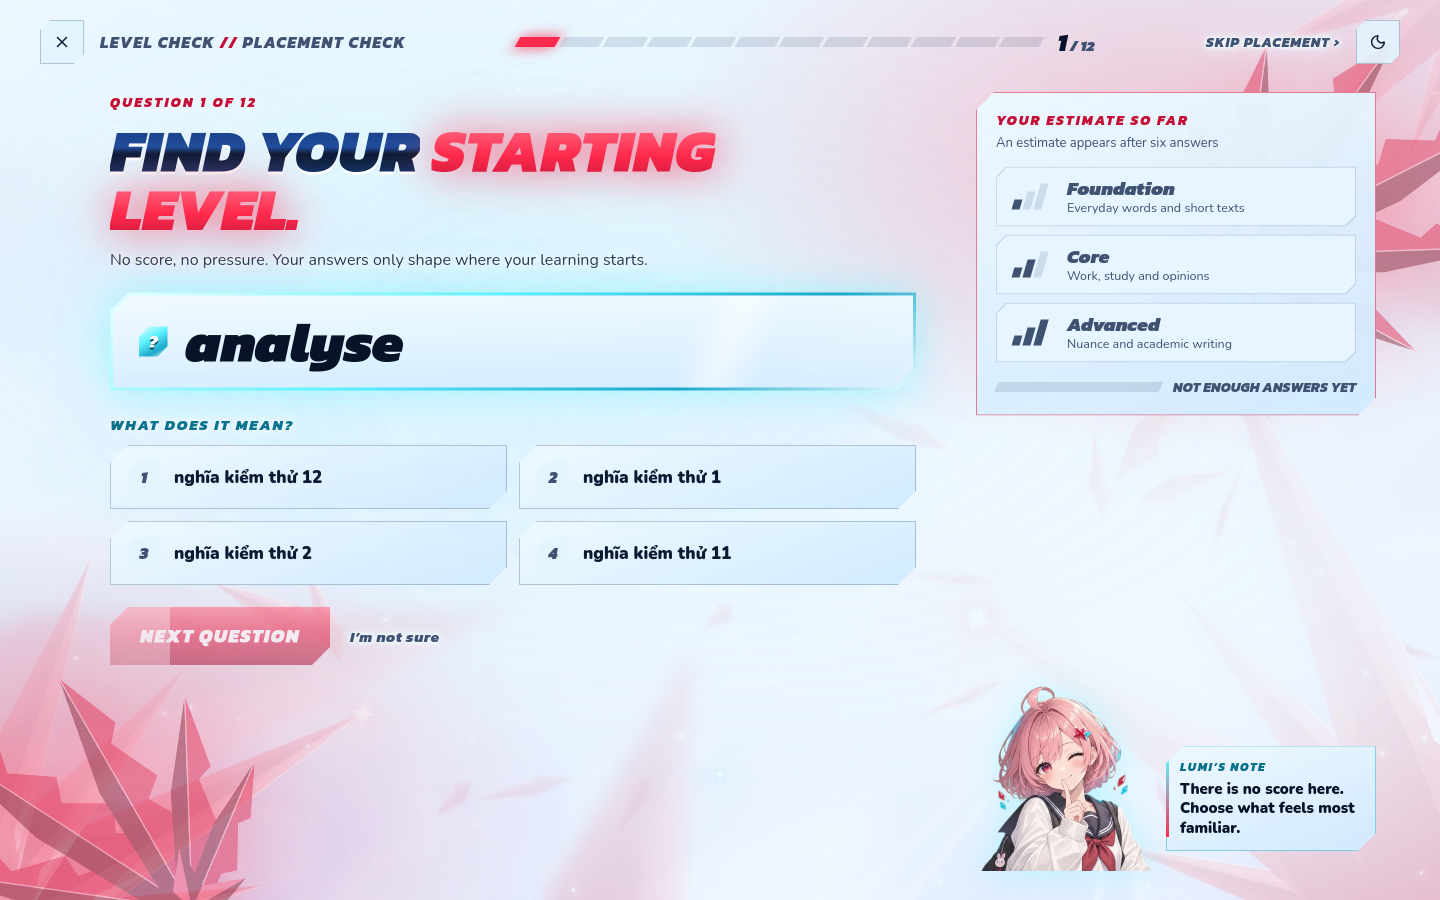 LEVEL CHECK // PLACEMENT CHECK
1 / 12
SKIP PLACEMENT ›
QUESTION 1 OF 12
FIND YOUR STARTING
LEVEL.
No score, no pressure. Your answers only shape where your learning starts.
? analyse
WHAT DOES IT MEAN?
1 nghĩa kiểm thử 12
2 nghĩa kiểm thử 1
3 nghĩa kiểm thử 2
4 nghĩa kiểm thử 11
NEXT QUESTION
I'm not sure
YOUR ESTIMATE SO FAR
An estimate appears after six answers
Foundation
Everyday words and short texts
Core
Work, study and opinions
Advanced
Nuance and academic writing
NOT ENOUGH ANSWERS YET
LUMI'S NOTE
There is no score here.
Choose what feels most
familiar.